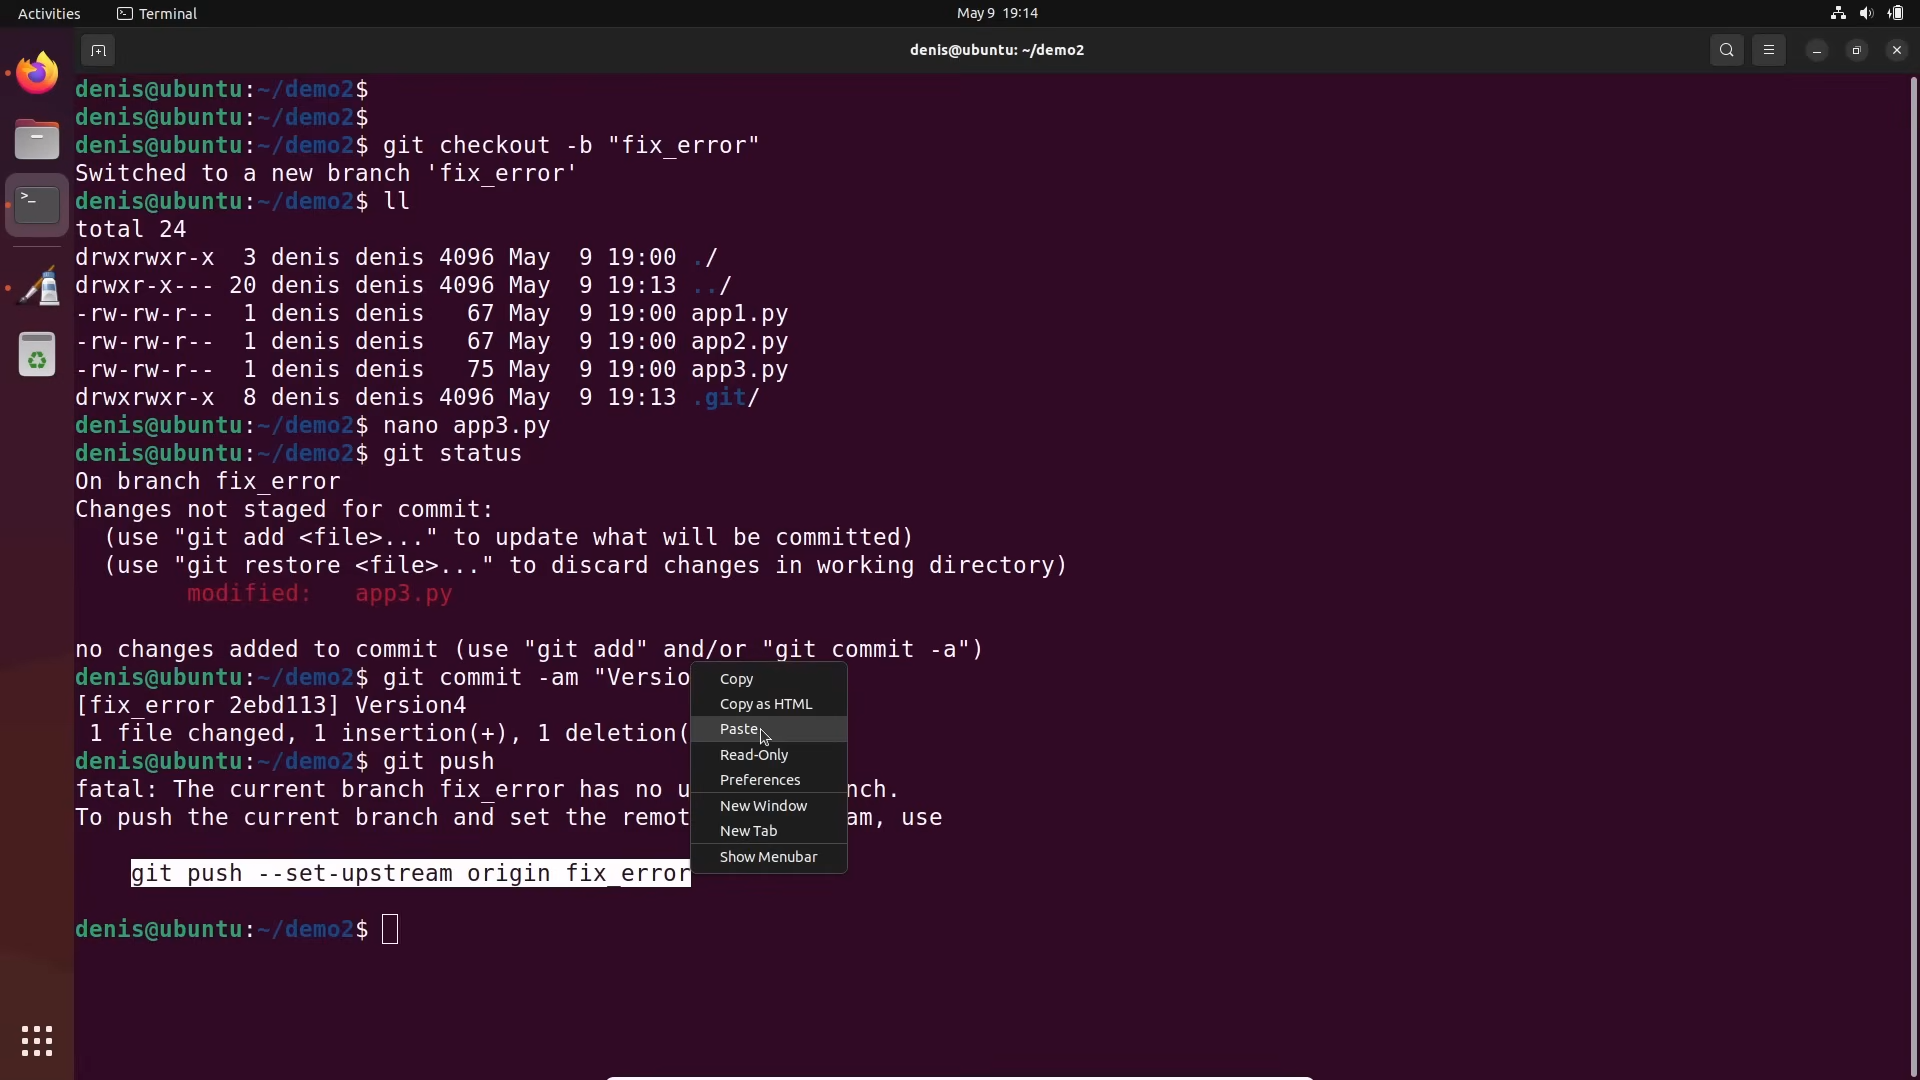 Activities
Terminal
May 9 19:14
denis@ubuntu: ~/demo2
denis@ubuntu:~/demo2$
denis@ubuntu:~/demo2$
denis@ubuntu:~/demo2$ git checkout -b "fix_error"
Switched to a new branch 'fix_error'
denis@ubuntu:~/demo2$ ll
total 24
drwxrwxr-x  3 denis denis 4096 May  9 19:00 ./
drwxr-x--- 20 denis denis 4096 May  9 19:13 ../
-rw-rw-r--  1 denis denis   67 May  9 19:00 app1.py
-rw-rw-r--  1 denis denis   67 May  9 19:00 app2.py
-rw-rw-r--  1 denis denis   75 May  9 19:00 app3.py
drwxrwxr-x  8 denis denis 4096 May  9 19:13 .git/
denis@ubuntu:~/demo2$ nano app3.py
denis@ubuntu:~/demo2$ git status
On branch fix_error
Changes not staged for commit:
  (use "git add <file>..." to update what will be committed)
  (use "git restore <file>..." to discard changes in working directory)
        modified:   app3.py
no changes added to commit (use "git add" and/or "git commit -a")
denis@ubuntu:~/demo2$ git commit -am "Versio
[fix_error 2ebd113] Version4
 1 file changed, 1 insertion(+), 1 deletion(
denis@ubuntu:~/demo2$ git push
fatal: The current branch fix_error has no u nch.
To push the current branch and set the remot am, use
    git push --set-upstream origin fix_error
denis@ubuntu:~/demo2$
Copy
Copy as HTML
Paste
Read-Only
Preferences
New Window
New Tab
Show Menubar